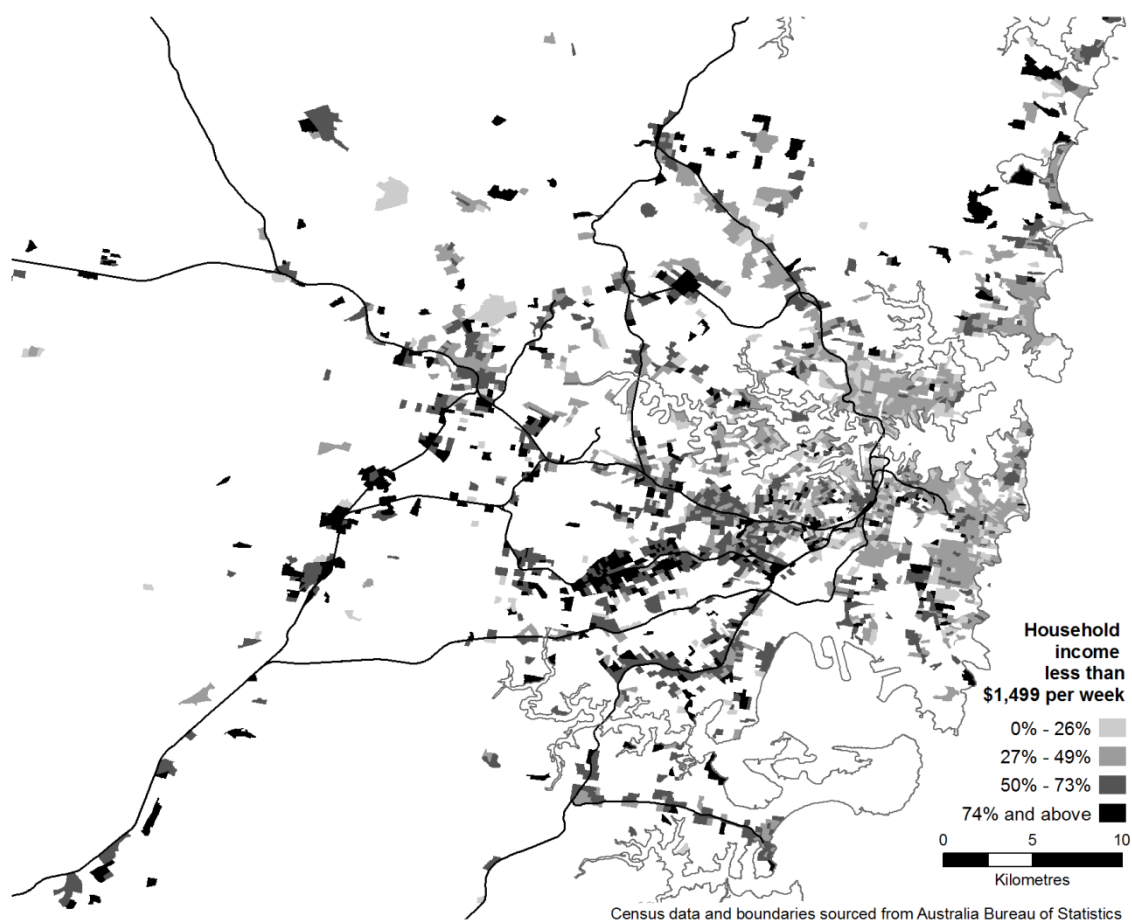 Household
income
less than
$1,499 per week
0% - 26%
27% - 49%
50% - 73%
74% and above
0 5 10
Kilometres
Census data and boundaries sourced from Australia Bureau of Statistics